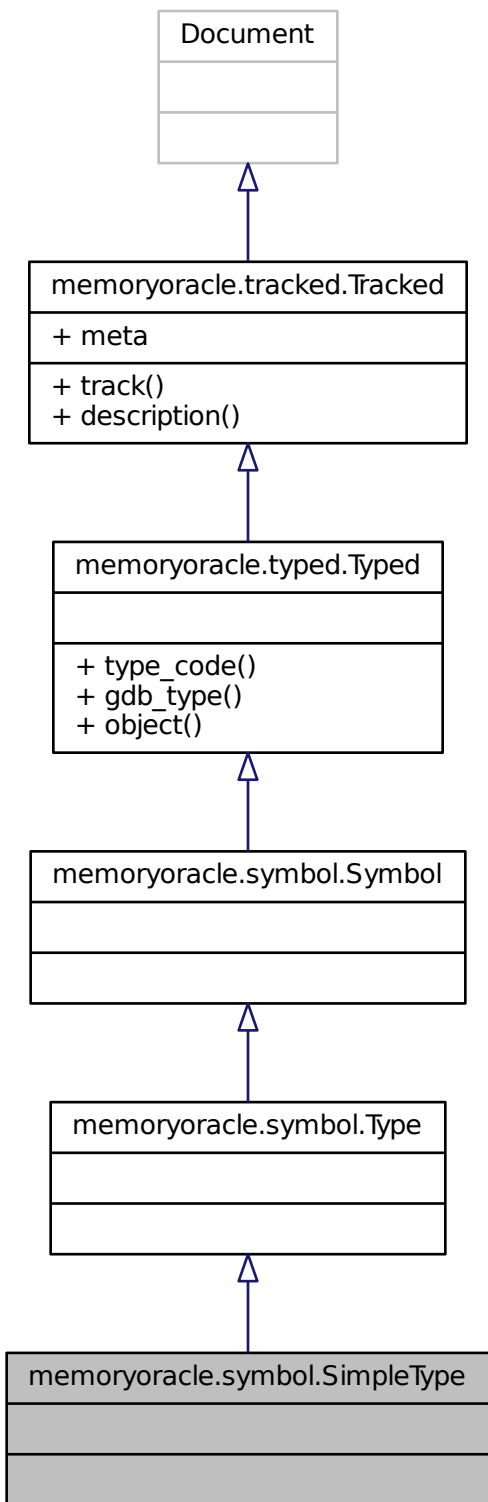 Document
memoryoracle.tracked.Tracked
+ meta
+ track()
+ description()
memoryoracle.typed.Typed
+ type_code()
+ gdb_type()
+ object()
memoryoracle.symbol.Symbol
memoryoracle.symbol.Type
memoryoracle.symbol.SimpleType